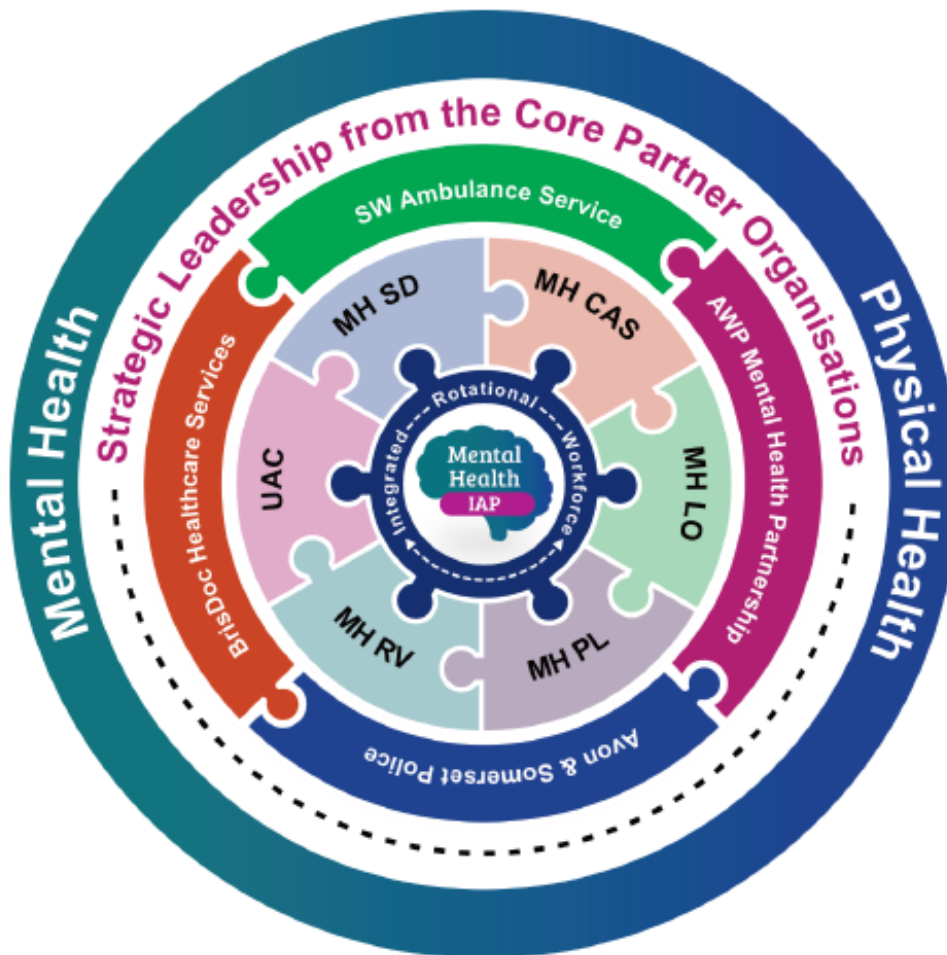 Mental Health
Physical Health
Strategic Leadership from the Core Partner Organisations
SW Ambulance Service
AWP Mental Health Partnership
Avon & Somerset Police
BrisDoc Healthcare Services
MH SD
MH CAS
MH LO
MH PL
MH RV
UAC
Integrated
Rotational
Workforce
Mental
Health
IAP